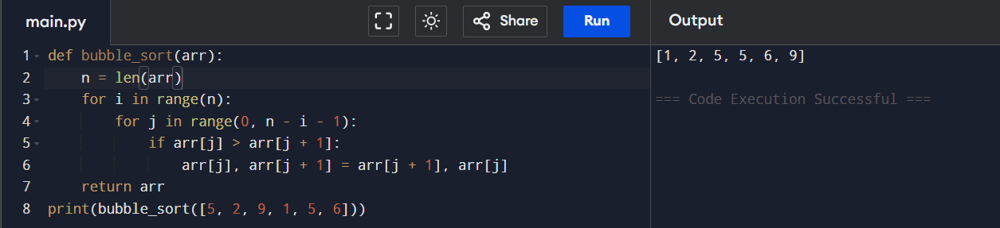 main.py
Share
Run
Output
1 def bubble_sort(arr):
2     n = len(arr)
3     for i in range(n):
4         for j in range(0, n - i - 1):
5             if arr[j] > arr[j + 1]:
6                 arr[j], arr[j + 1] = arr[j + 1], arr[j]
7     return arr
8 print(bubble_sort([5, 2, 9, 1, 5, 6]))
[1, 2, 5, 5, 6, 9]
=== Code Execution Successful ===